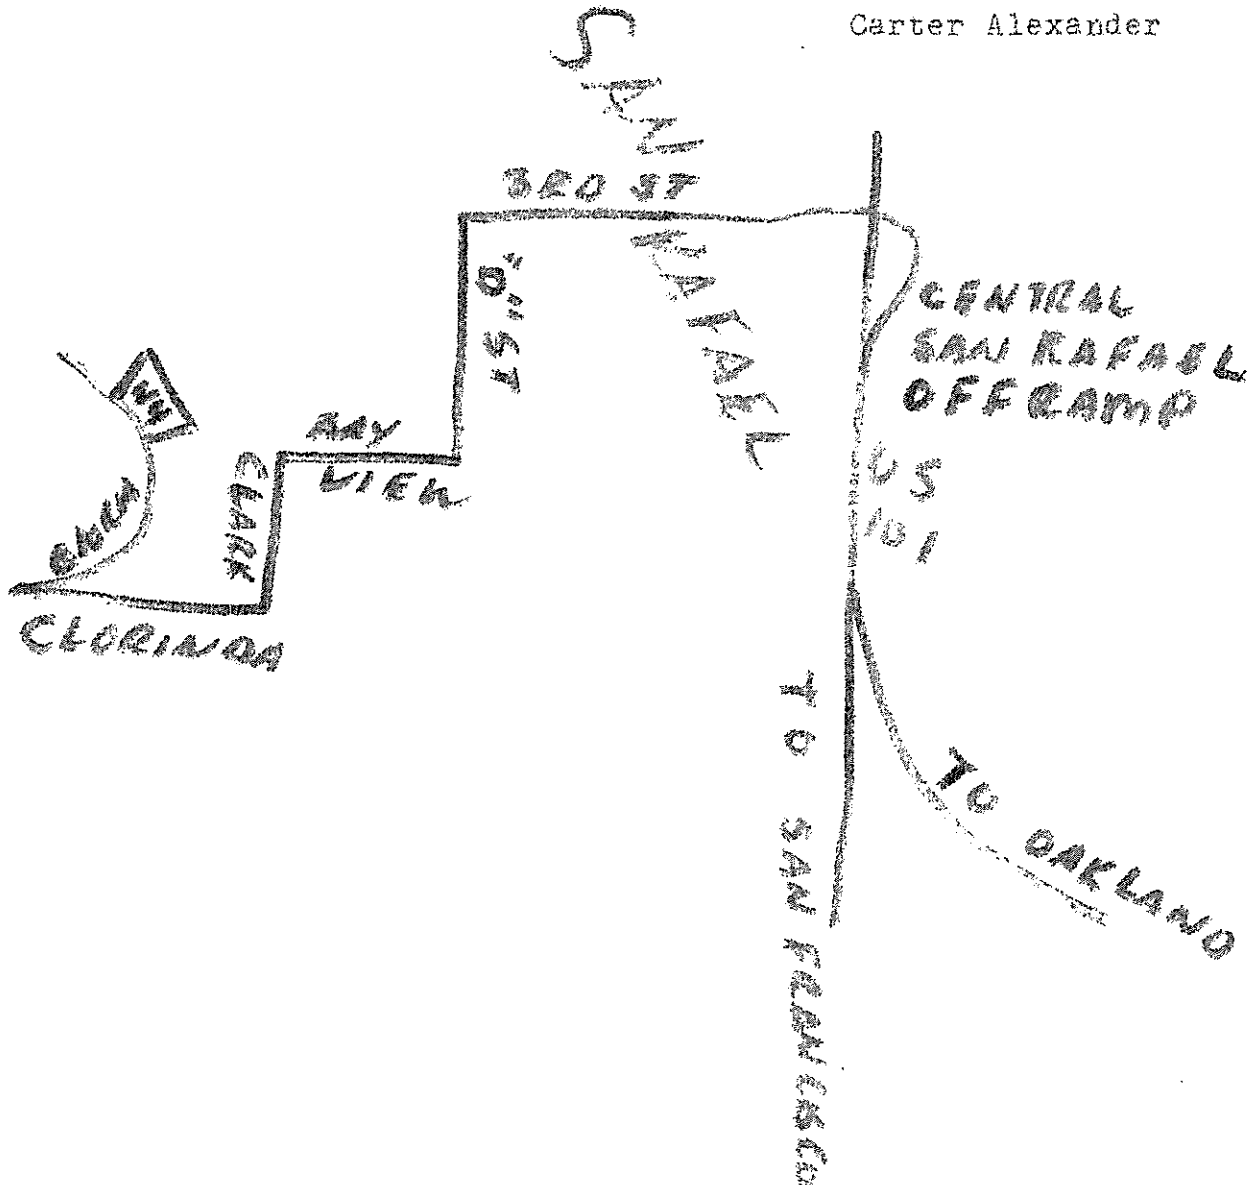 Carter Alexander
SAN RAFAEL
3RD ST
"D" ST
CENTRAL
SAN RAFAEL
OFFRAMP
US
101
BAY
VIEW
CLARK
CLORINDA
TO OAKLAND
TO SAN FRANCISCO